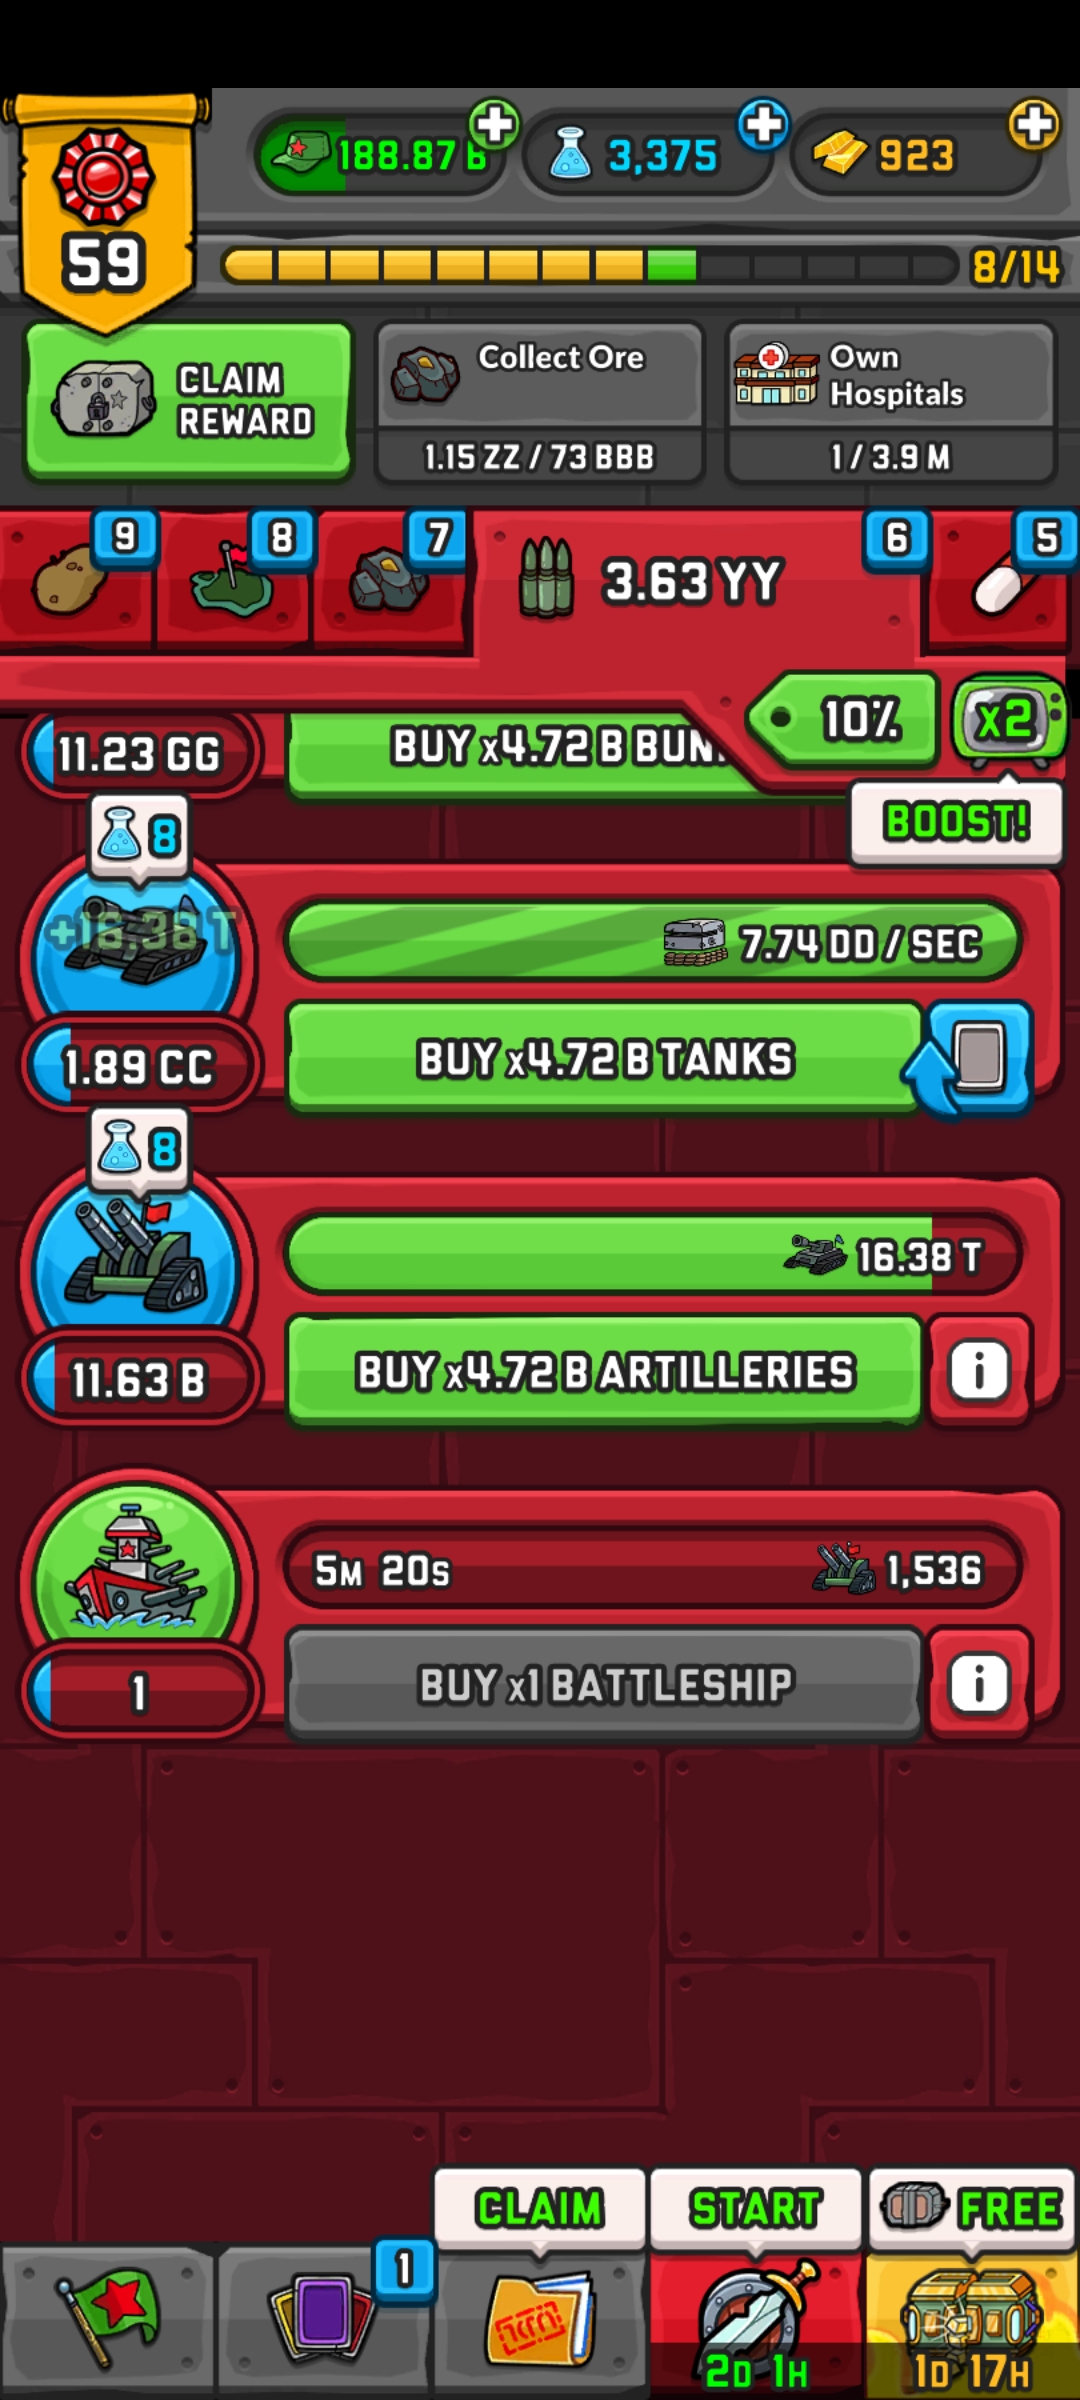 59
188.87 B
3,375
923
8/14
CLAIM
REWARD
Collect Ore
1.15 ZZ / 73 BBB
Own
Hospitals
1 / 3.9 M
9
8
7
3.63 YY
6
5
10%
x2
BOOST!
11.23 GG
BUY x4.72 B BUN
8
+16.38 T
7.74 DD / SEC
1.89 CC
BUY x4.72 B TANKS
8
16.38 T
11.63 B
BUY x4.72 B ARTILLERIES
i
5M 20S
1,536
1
BUY x1 BATTLESHIP
i
CLAIM
START
FREE
1
2D 1H
1D 17H